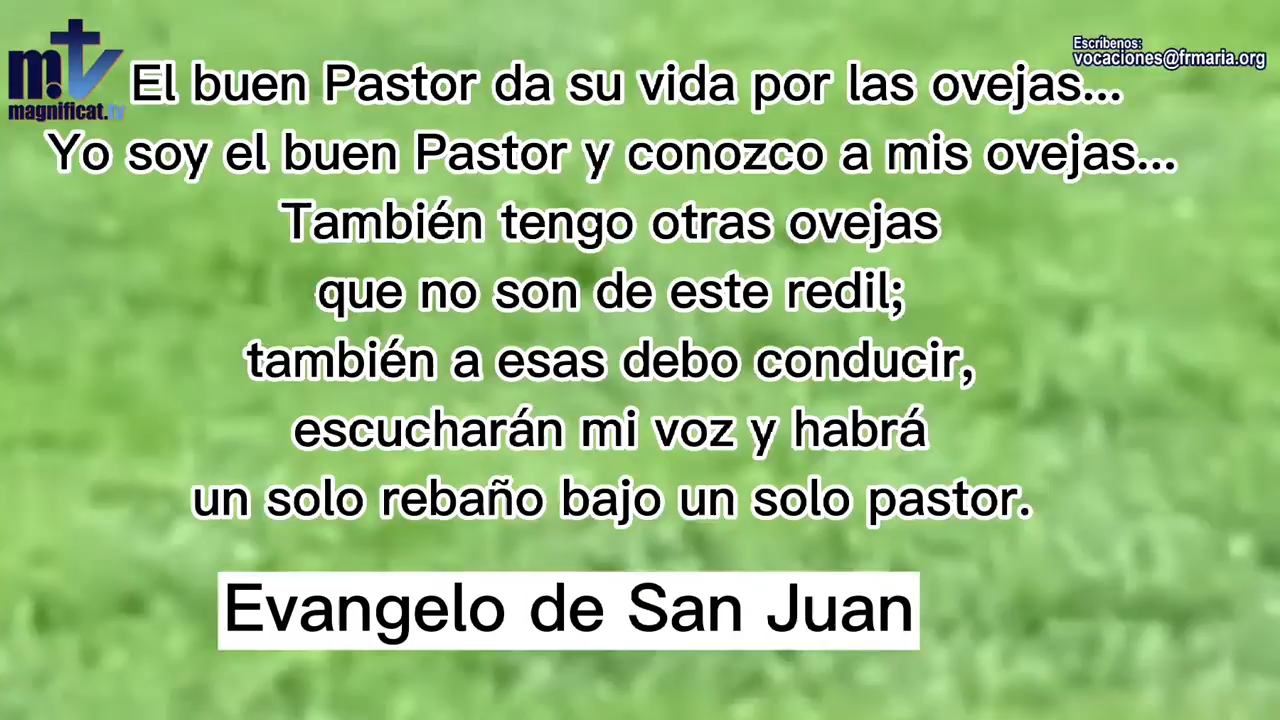 mtv
magnificat.tv
Escríbenos:
vocaciones@frmaria.org
El buen Pastor da su vida por las ovejas...
Yo soy el buen Pastor y conozco a mis ovejas...
También tengo otras ovejas
que no son de este redil;
también a esas debo conducir,
escucharán mi voz y habrá
un solo rebaño bajo un solo pastor.
Evangelo de San Juan